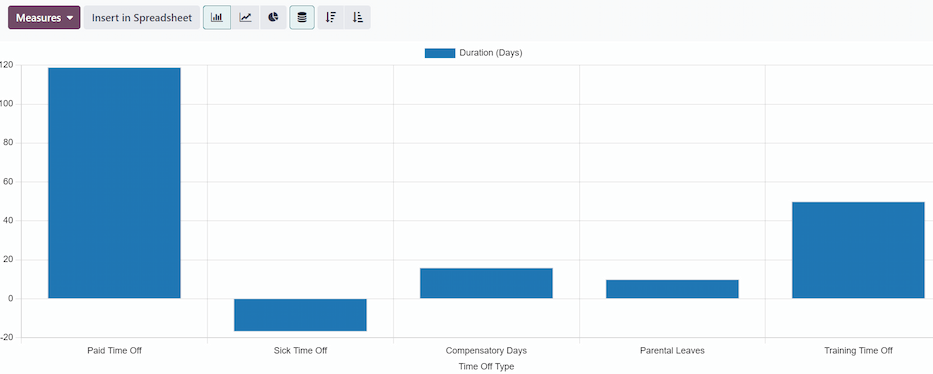 Measures Insert in Spreadsheet
Duration (Days)
120
100
80
60
40
20
0
-20
Paid Time Off Sick Time Off Compensatory Days Parental Leaves Training Time Off
Time Off Type